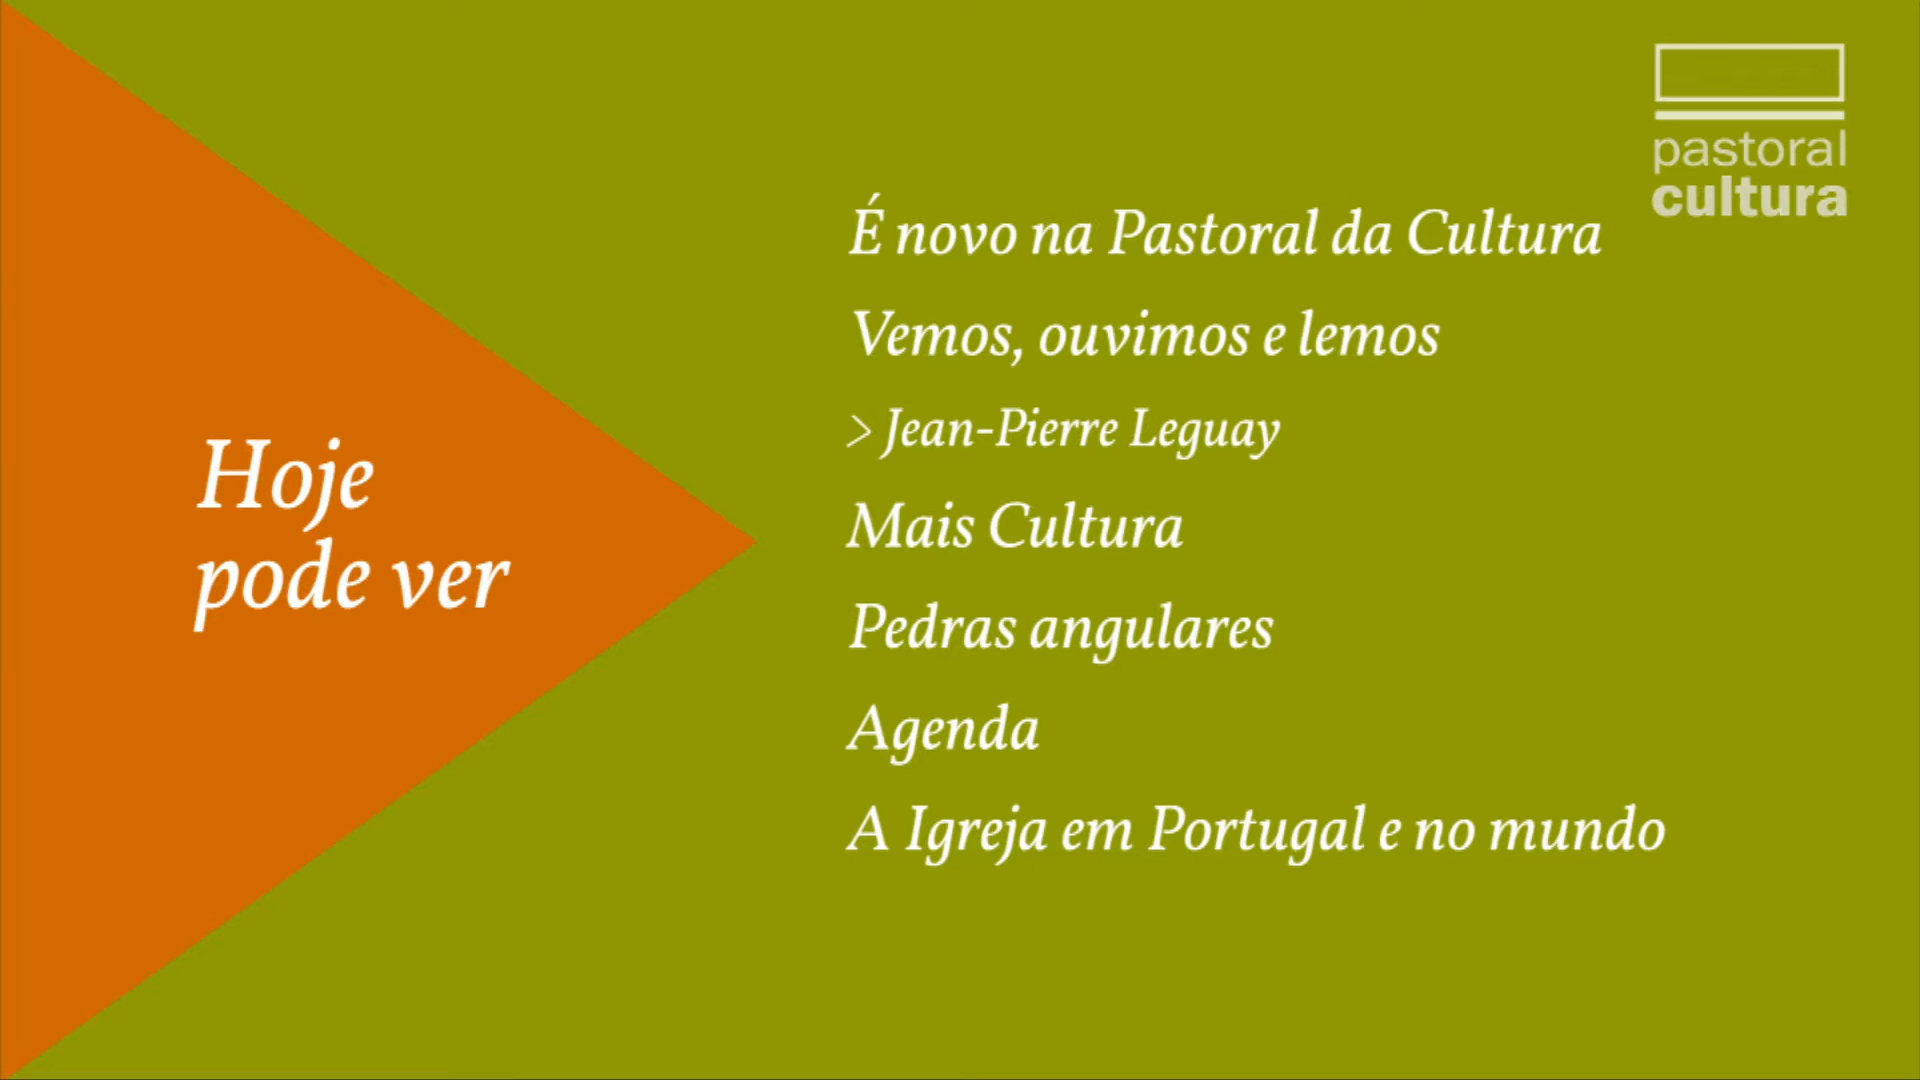 pastoral
cultura
Hoje
pode ver
É novo na Pastoral da Cultura
Vemos, ouvimos e lemos
> Jean-Pierre Leguay
Mais Cultura
Pedras angulares
Agenda
A Igreja em Portugal e no mundo